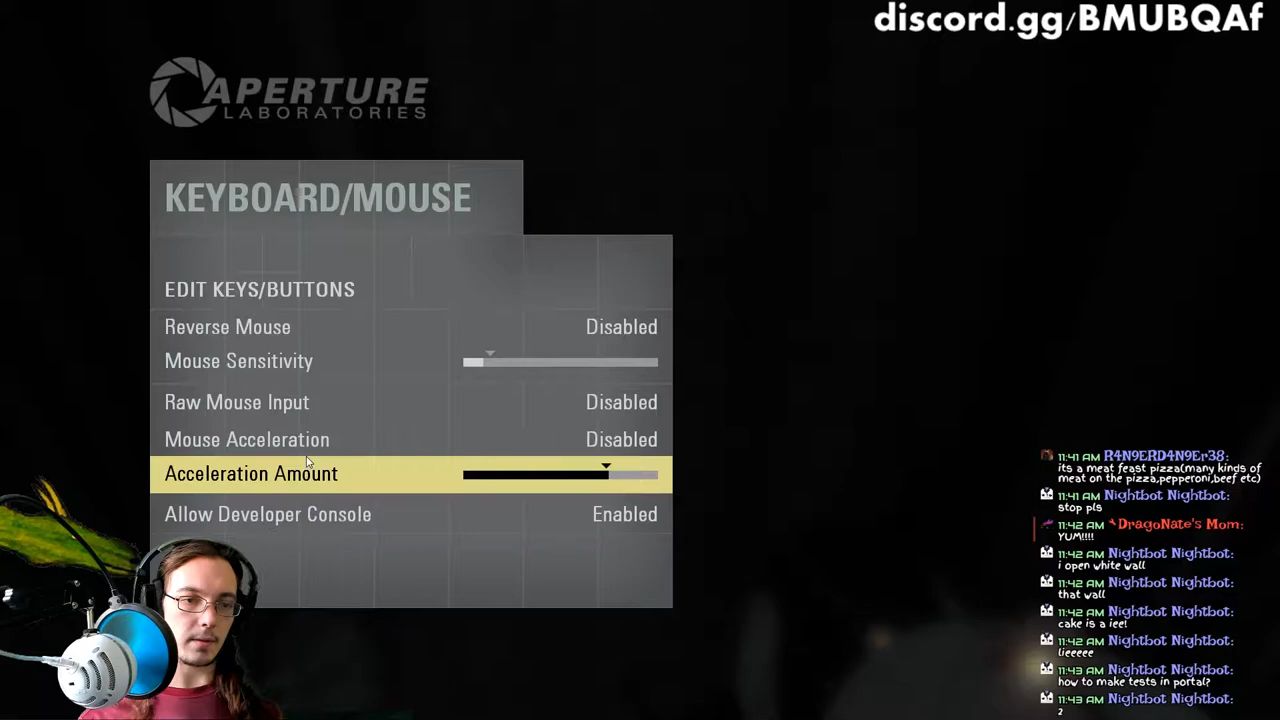 discord.gg/BMUBQAf
APERTURE
LABORATORIES
KEYBOARD/MOUSE
EDIT KEYS/BUTTONS
Reverse Mouse Disabled
Mouse Sensitivity
Raw Mouse Input Disabled
Mouse Acceleration Disabled
Acceleration Amount
Allow Developer Console Enabled
11:41 AM R4N9ERD4N9Er38:
its a meat feast pizza(many kinds of
meat on the pizza,pepperoni,beef etc)
11:41 AM Nightbot Nightbot:
stop pls
11:42 AM DragoNate's Mom:
YUM!!!!
11:42 AM Nightbot Nightbot:
i open white wall
11:42 AM Nightbot Nightbot:
that wall
11:42 AM Nightbot Nightbot:
cake is a iee!
11:42 AM Nightbot Nightbot:
lieeeee
11:43 AM Nightbot Nightbot:
how to make tests in portal?
11:43 AM Nightbot Nightbot:
2